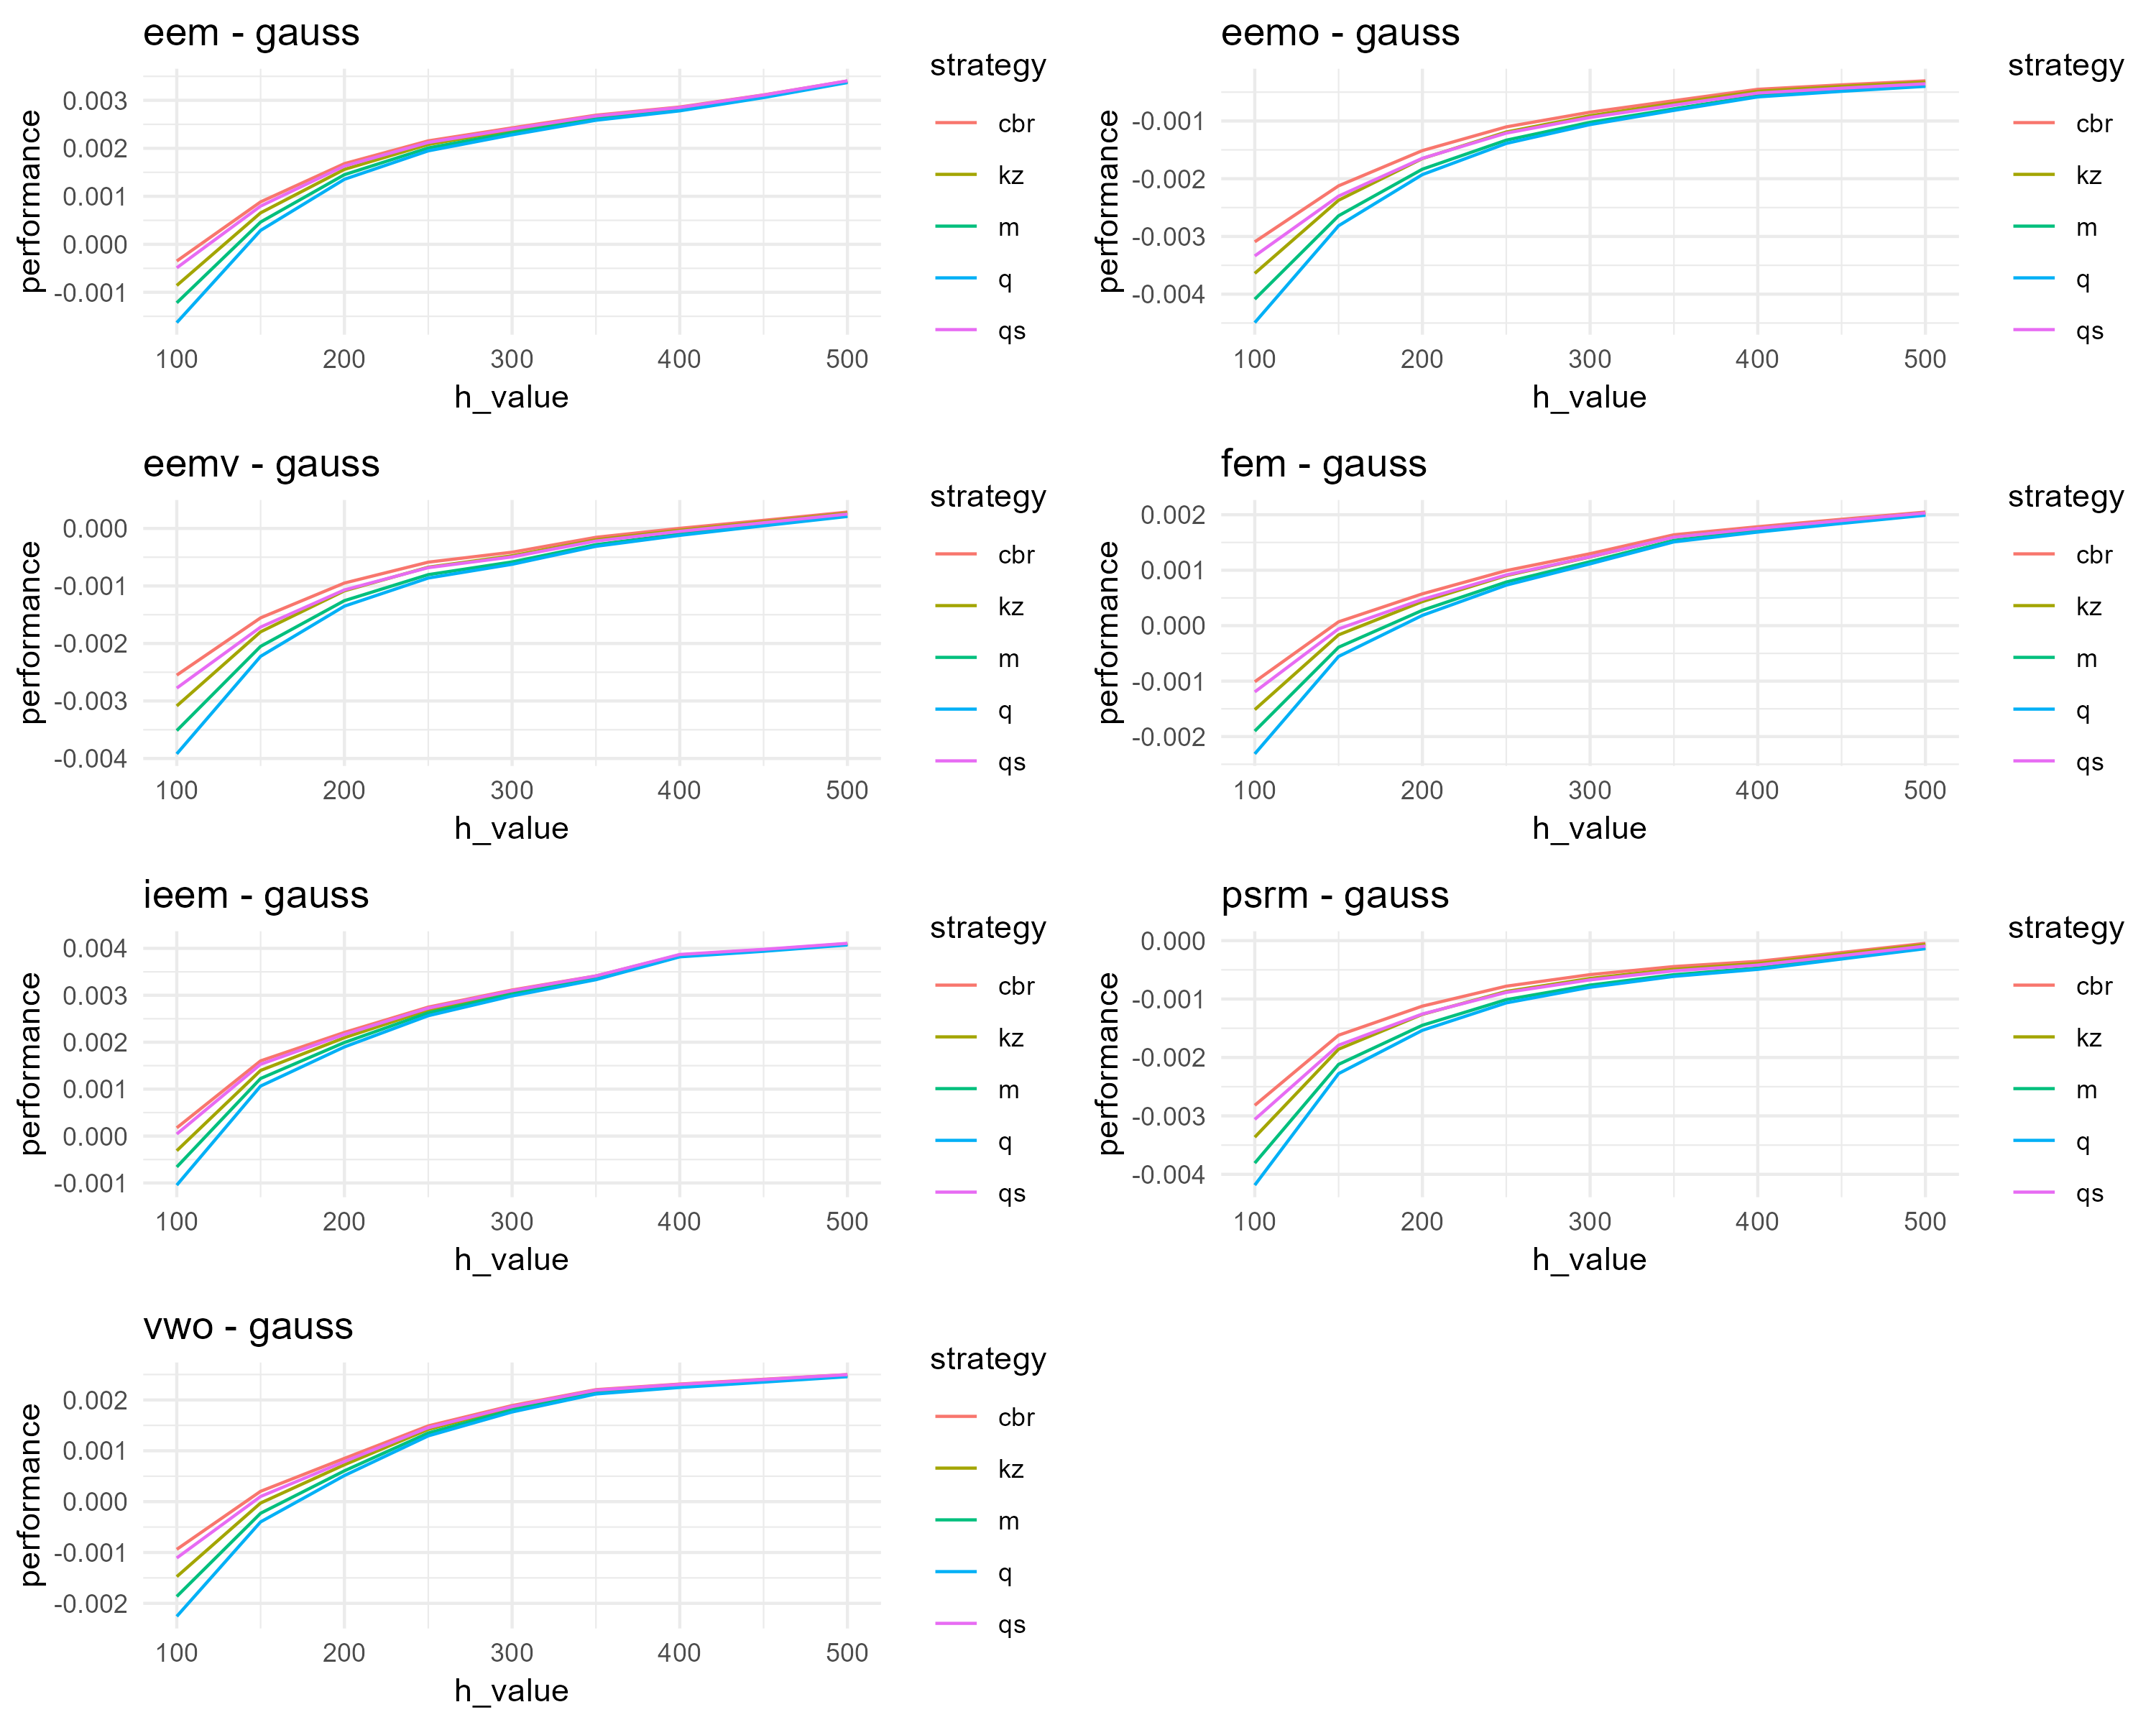 eem - gauss
performance
0.003
0.002
0.001
0.000
-0.001
100 200 300 400 500
h_value
strategy
cbr
kz
m
q
qs
eemo - gauss
performance
-0.001
-0.002
-0.003
-0.004
100 200 300 400 500
h_value
strategy
cbr
kz
m
q
qs
eemv - gauss
performance
0.000
-0.001
-0.002
-0.003
-0.004
100 200 300 400 500
h_value
strategy
cbr
kz
m
q
qs
fem - gauss
performance
0.002
0.001
0.000
-0.001
-0.002
100 200 300 400 500
h_value
strategy
cbr
kz
m
q
qs
ieem - gauss
performance
0.004
0.003
0.002
0.001
0.000
-0.001
100 200 300 400 500
h_value
strategy
cbr
kz
m
q
qs
psrm - gauss
performance
0.000
-0.001
-0.002
-0.003
-0.004
100 200 300 400 500
h_value
strategy
cbr
kz
m
q
qs
vwo - gauss
performance
0.002
0.001
0.000
-0.001
-0.002
100 200 300 400 500
h_value
strategy
cbr
kz
m
q
qs